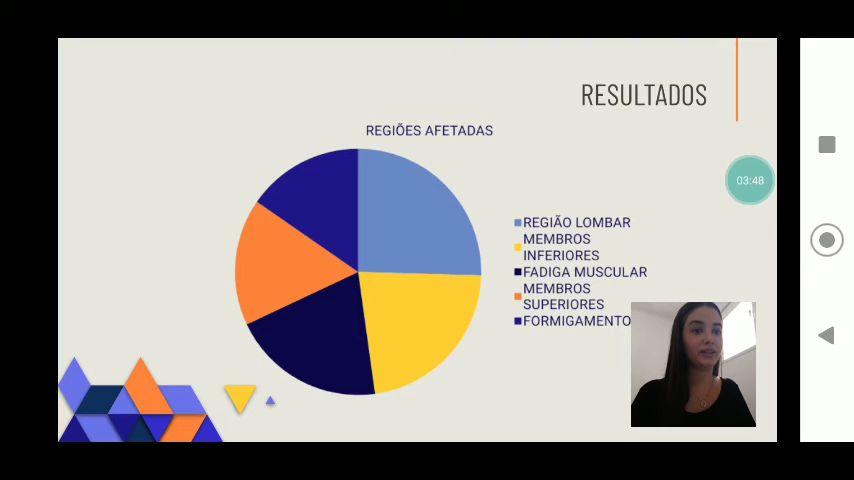 RESULTADOS
REGIÕES AFETADAS
03:48
REGIÃO LOMBAR
MEMBROS
INFERIORES
FADIGA MUSCULAR
MEMBROS
SUPERIORES
FORMIGAMENTO